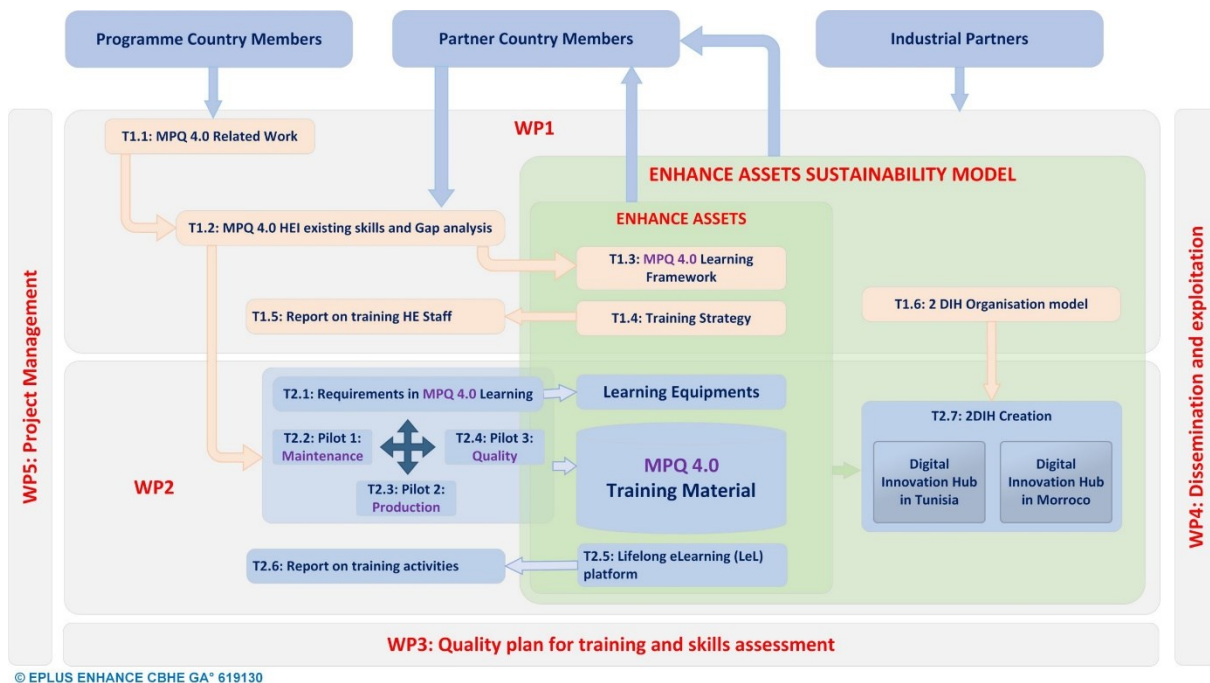 Programme Country Members
Partner Country Members
Industrial Partners
WP1
T1.1: MPQ 4.0 Related Work
ENHANCE ASSETS SUSTAINABILITY MODEL
ENHANCE ASSETS
T1.2: MPQ 4.0 HEI existing skills and Gap analysis
T1.3: MPQ 4.0 Learning
Framework
T1.5: Report on training HE Staff
T1.4: Training Strategy
T1.6: 2 DIH Organisation model
WP5: Project Management
WP4: Dissemination and exploitation
WP2
T2.1: Requirements in MPQ 4.0 Learning
Learning Equipments
T2.2: Pilot 1:
Maintenance
T2.4: Pilot 3:
Quality
T2.3: Pilot 2:
Production
MPQ 4.0
Training Material
T2.7: 2DIH Creation
Digital
Innovation Hub
in Tunisia
Digital
Innovation Hub
in Morroco
T2.6: Report on training activities
T2.5: Lifelong eLearning (LeL)
platform
WP3: Quality plan for training and skills assessment
© EPLUS ENHANCE CBHE GA° 619130